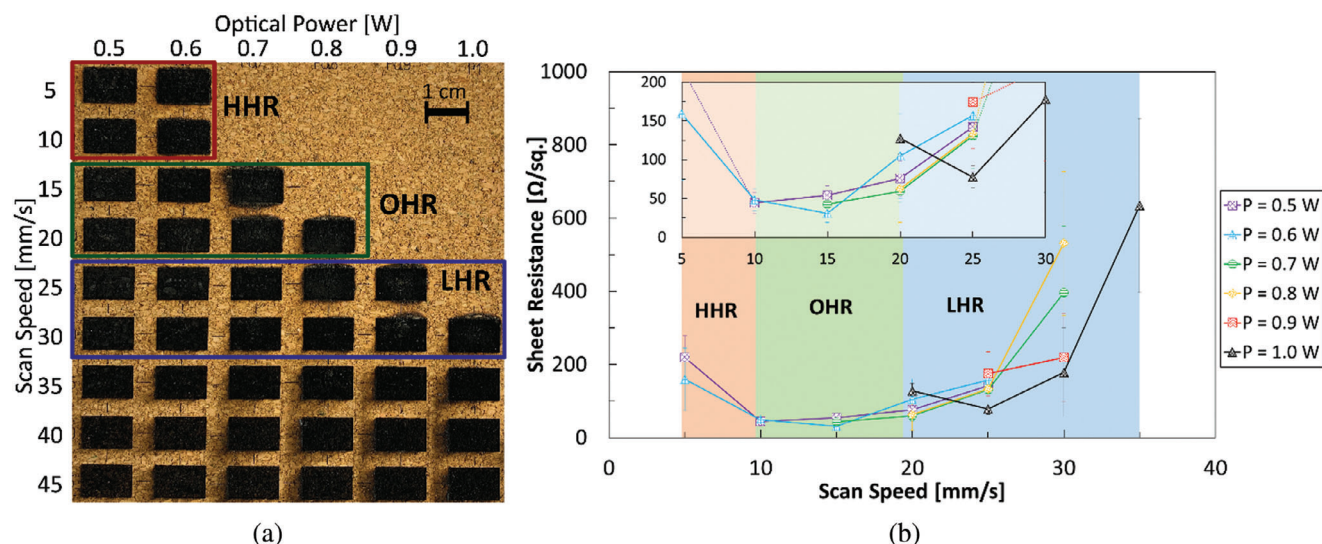 Optical Power [W]
0.5 0.6 0.7 0.8 0.9 1.0
Scan Speed [mm/s]
5
10
15
20
25
30
35
40
45
HHR
1 cm
OHR
LHR
(a)
Sheet Resistance [Ω/sq.]
1000
800
600
400
200
0
200
150
100
50
0
5 10 15 20 25 30
HHR OHR LHR
0 10 20 30 40
Scan Speed [mm/s]
P = 0.5 W
P = 0.6 W
P = 0.7 W
P = 0.8 W
P = 0.9 W
P = 1.0 W
(b)